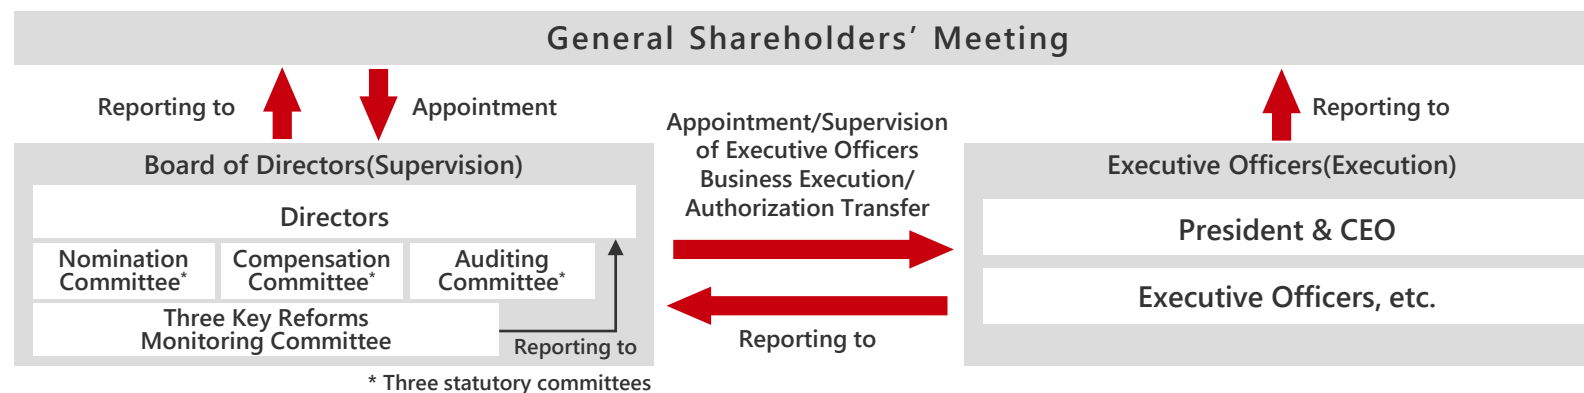 General Shareholders’ Meeting
Reporting to
Appointment
Reporting to
Appointment/Supervision
of Executive Officers
Business Execution/
Authorization Transfer
Board of Directors(Supervision)
Directors
Nomination
Committee*
Compensation
Committee*
Auditing
Committee*
Three Key Reforms
Monitoring Committee
Reporting to
* Three statutory committees
Reporting to
Executive Officers(Execution)
President & CEO
Executive Officers, etc.